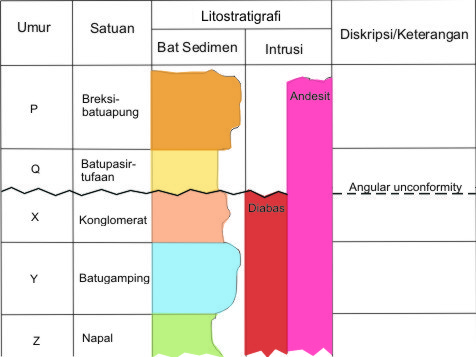 Umur
Satuan
Litostratigrafi
Bat Sedimen
Intrusi
Diskripsi/Keterangan
P
Breksi-
batuapung
Andesit
Q
Batupasir-
tufaan
Angular unconformity
X
Konglomerat
Diabas
Y
Batugamping
Z
Napal